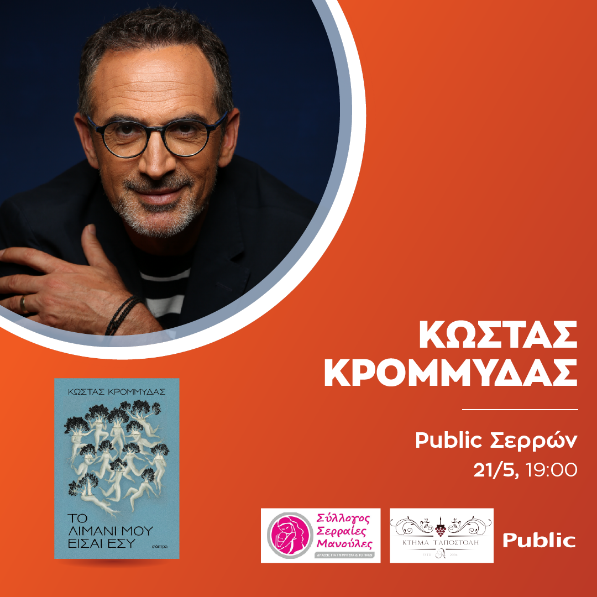 ΚΩΣΤΑΣ
ΚΡΟΜΜΥΔΑΣ
Public Σερρών
21/5, 19:00
ΚΩΣΤΑΣ ΚΡΟΜΜΥΔΑΣ
ΤΟ
ΛΙΜΑΝΙ ΜΟΥ
ΕΙΣΑΙ ΕΣΥ
Σύλλογος
Σερραίες
Μανούλες
ΚΤΗΜΑ ΤΑΠΟΣΤΟΛΗ
Public